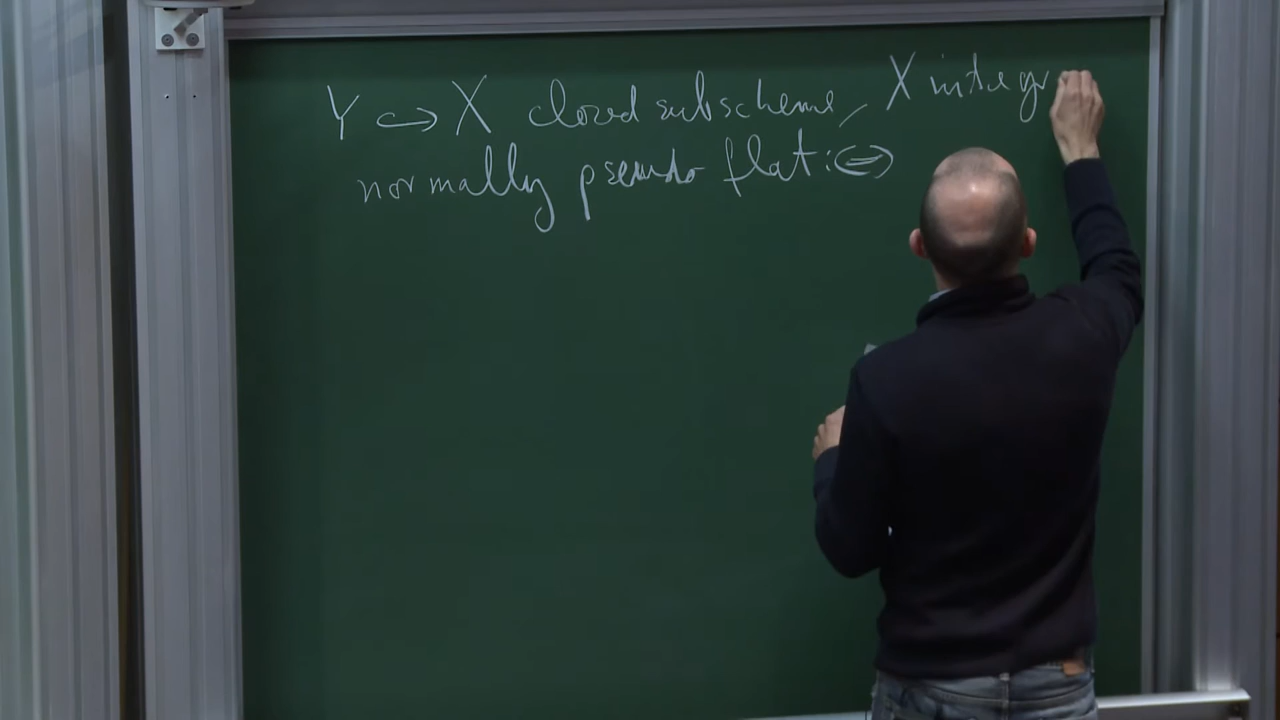 Y ↪ X closed subscheme, X integr
normally pseudo flat :⇔